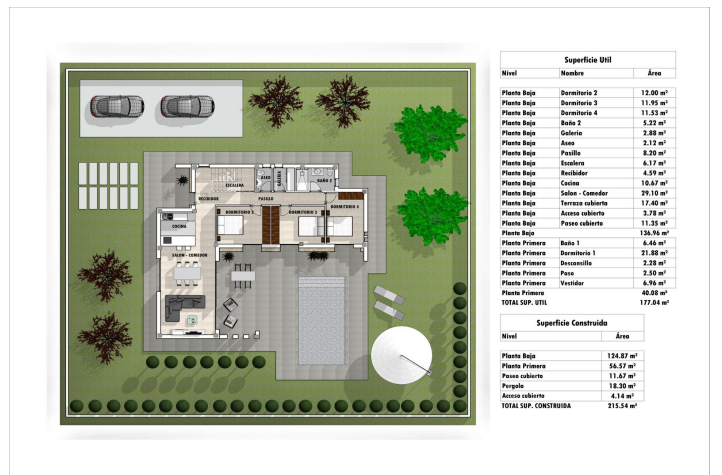 Superficie Util
Nivel Nombre Área
Planta Baja Dormitorio 2 12.00 m²
Planta Baja Dormitorio 3 11.95 m²
Planta Baja Dormitorio 4 11.53 m²
Planta Baja Baño 2 5.22 m²
Planta Baja Galeria 2.88 m²
Planta Baja Aseo 2.12 m²
Planta Baja Pasillo 8.20 m²
Planta Baja Escalera 6.17 m²
Planta Baja Recibidor 4.59 m²
Planta Baja Cocina 10.67 m²
Planta Baja Salon - Comedor 29.10 m²
Planta Baja Terraza cubierta 17.40 m²
Planta Baja Acceso cubierto 3.78 m²
Planta Baja Paseo cubierto 11.35 m²
Planta Baja 136.96 m²
Planta Primera Baño 1 6.46 m²
Planta Primera Dormitorio 1 21.88 m²
Planta Primera Descansillo 2.28 m²
Planta Primera Paso 2.50 m²
Planta Primera Vestidor 6.96 m²
Planta Primera 40.08 m²
TOTAL SUP. UTIL 177.04 m²
Superficie Construida
Nivel Área
Planta Baja 124.87 m²
Planta Primera 56.57 m²
Paseo cubierto 11.67 m²
Pergola 18.30 m²
Acceso cubierto 4.14 m²
TOTAL SUP. CONSTRUIDA 215.54 m²
ESCALERA
ASEO
GALERIA
BAÑO 2
RECIBIDOR
PASILLO
DORMITORIO 4
DORMITORIO 2
DORMITORIO 3
COCINA
SALON - COMEDOR